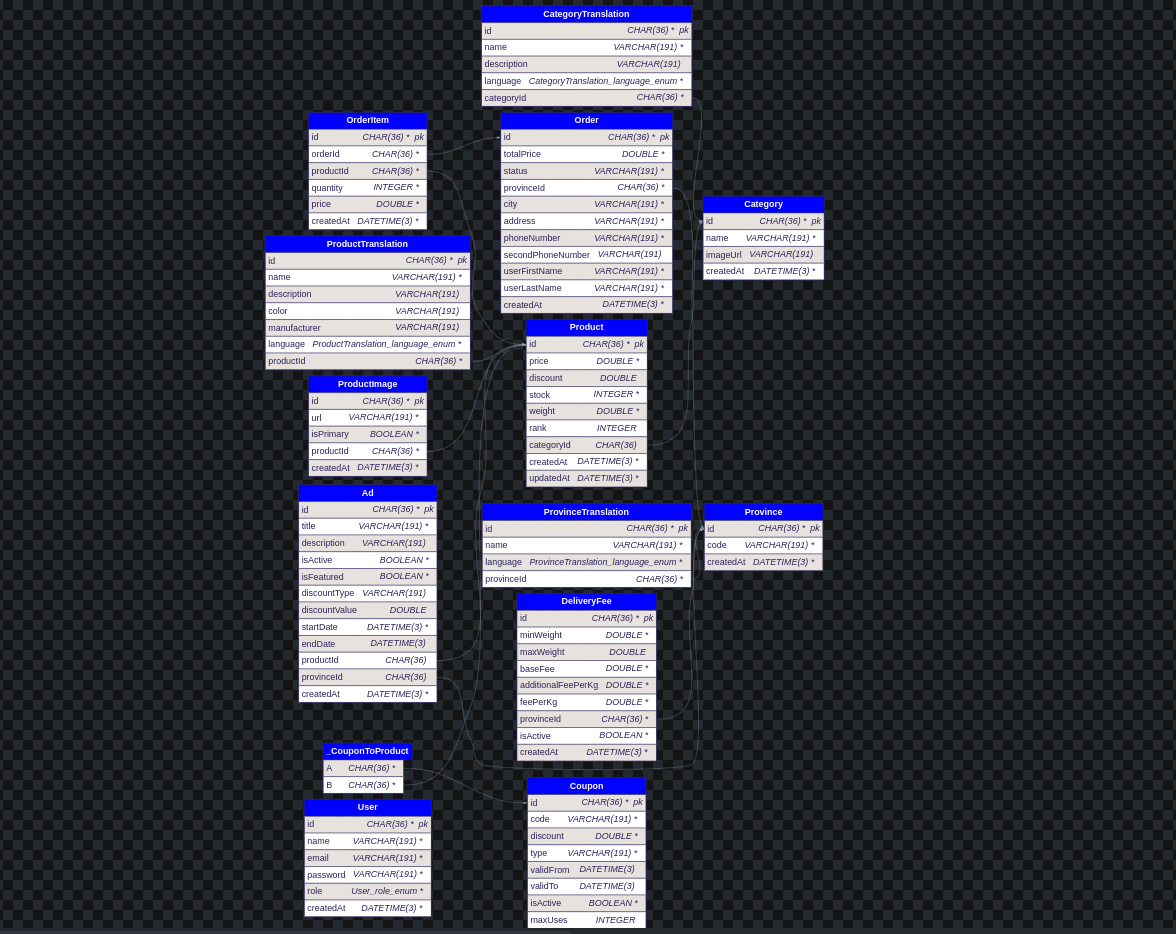 CategoryTranslation
id CHAR(36) * pk
name VARCHAR(191) *
description VARCHAR(191)
language CategoryTranslation_language_enum *
categoryId CHAR(36) *
OrderItem
id CHAR(36) * pk
orderId CHAR(36) *
productId CHAR(36) *
quantity INTEGER *
price DOUBLE *
createdAt DATETIME(3) *
Order
id CHAR(36) * pk
totalPrice DOUBLE *
status VARCHAR(191) *
provinceId CHAR(36) *
city VARCHAR(191) *
address VARCHAR(191) *
phoneNumber VARCHAR(191) *
secondPhoneNumber VARCHAR(191)
userFirstName VARCHAR(191) *
userLastName VARCHAR(191) *
createdAt DATETIME(3) *
Category
id CHAR(36) * pk
name VARCHAR(191) *
imageUrl VARCHAR(191)
createdAt DATETIME(3) *
ProductTranslation
id CHAR(36) * pk
name VARCHAR(191) *
description VARCHAR(191)
color VARCHAR(191)
manufacturer VARCHAR(191)
language ProductTranslation_language_enum *
productId CHAR(36) *
Product
id CHAR(36) * pk
price DOUBLE *
discount DOUBLE
stock INTEGER *
weight DOUBLE *
rank INTEGER
categoryId CHAR(36)
createdAt DATETIME(3) *
updatedAt DATETIME(3) *
ProductImage
id CHAR(36) * pk
url VARCHAR(191) *
isPrimary BOOLEAN *
productId CHAR(36) *
createdAt DATETIME(3) *
Ad
id CHAR(36) * pk
title VARCHAR(191) *
description VARCHAR(191)
isActive BOOLEAN *
isFeatured BOOLEAN *
discountType VARCHAR(191)
discountValue DOUBLE
startDate DATETIME(3) *
endDate DATETIME(3)
productId CHAR(36)
provinceId CHAR(36)
createdAt DATETIME(3) *
ProvinceTranslation
id CHAR(36) * pk
name VARCHAR(191) *
language ProvinceTranslation_language_enum *
provinceId CHAR(36) *
Province
id CHAR(36) * pk
code VARCHAR(191) *
createdAt DATETIME(3) *
DeliveryFee
id CHAR(36) * pk
minWeight DOUBLE *
maxWeight DOUBLE
baseFee DOUBLE *
additionalFeePerKg DOUBLE *
feePerKg DOUBLE *
provinceId CHAR(36) *
isActive BOOLEAN *
createdAt DATETIME(3) *
_CouponToProduct
A CHAR(36) *
B CHAR(36) *
User
id CHAR(36) * pk
name VARCHAR(191) *
email VARCHAR(191) *
password VARCHAR(191) *
role User_role_enum *
createdAt DATETIME(3) *
Coupon
id CHAR(36) * pk
code VARCHAR(191) *
discount DOUBLE *
type VARCHAR(191) *
validFrom DATETIME(3)
validTo DATETIME(3)
isActive BOOLEAN *
maxUses INTEGER